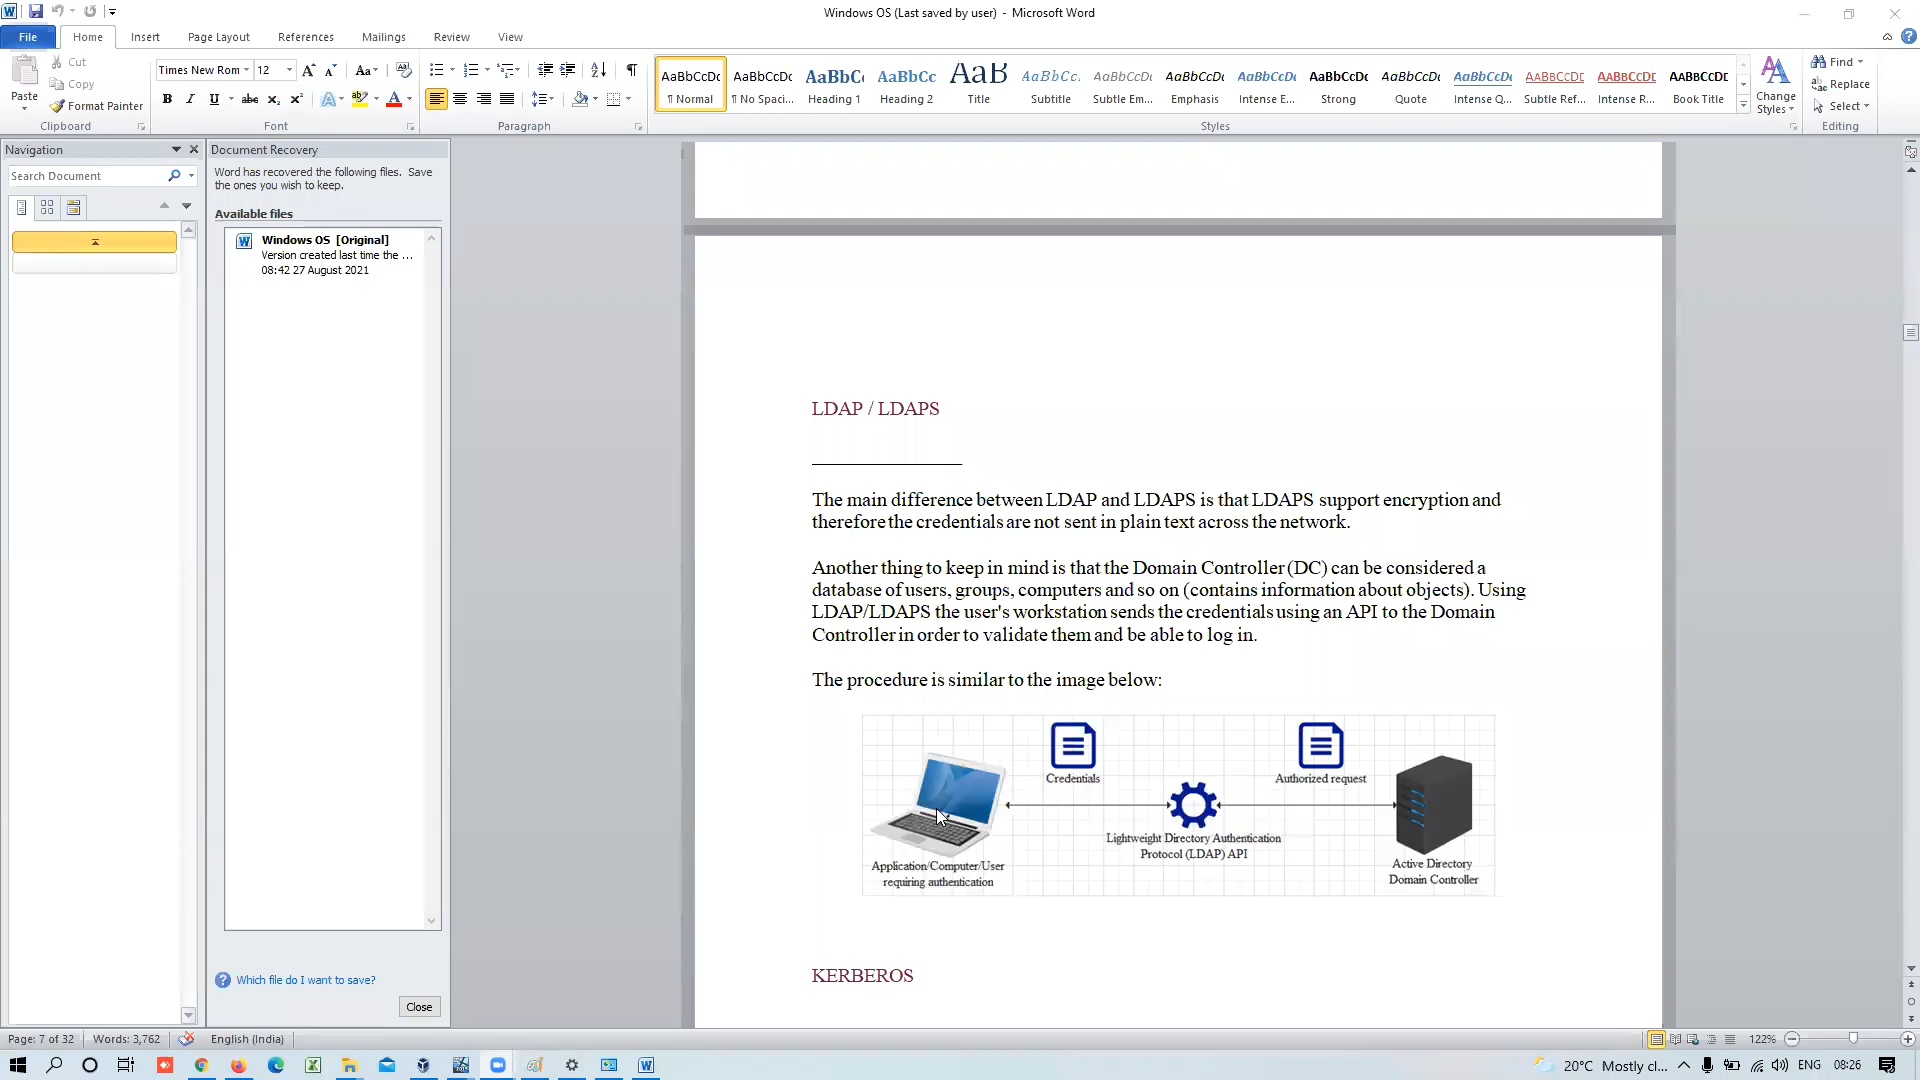 Windows OS (Last saved by user) - Microsoft Word
File Home Insert Page Layout References Mailings Review View
Paste
Cut
Copy
Format Painter
Clipboard
Times New Rom 12
Font
Paragraph
AaBbCcDc AaBbCcDc AaBbC AaBbCc AaB AaBbCc. AaBbCcDc AaBbCcDc AaBbCcDc AaBbCcDc AaBbCcDc AaBbCcDc AABBCCDC AABBCCDC AABBCCDC
¶ Normal ¶ No Spaci... Heading 1 Heading 2 Title Subtitle Subtle Em... Emphasis Intense E... Strong Quote Intense Q... Subtle Ref... Intense R... Book Title
Styles
Change
Styles
Find
Replace
Select
Editing
Navigation
Search Document
Document Recovery
Word has recovered the following files. Save
the ones you wish to keep.
Available files
Windows OS [Original]
Version created last time the ...
08:42 27 August 2021
Which file do I want to save?
Close
LDAP / LDAPS
The main difference between LDAP and LDAPS is that LDAPS support encryption and
therefore the credentials are not sent in plain text across the network.
Another thing to keep in mind is that the Domain Controller (DC) can be considered a
database of users, groups, computers and so on (contains information about objects). Using
LDAP/LDAPS the user's workstation sends the credentials using an API to the Domain
Controller in order to validate them and be able to log in.
The procedure is similar to the image below:
Credentials
Authorized request
Application/Computer/User
requiring authentication
Lightweight Directory Authentication
Protocol (LDAP) API
Active Directory
Domain Controller
KERBEROS
Page: 7 of 32 Words: 3,762 English (India)
122%
20°C Mostly cl... ENG 08:26